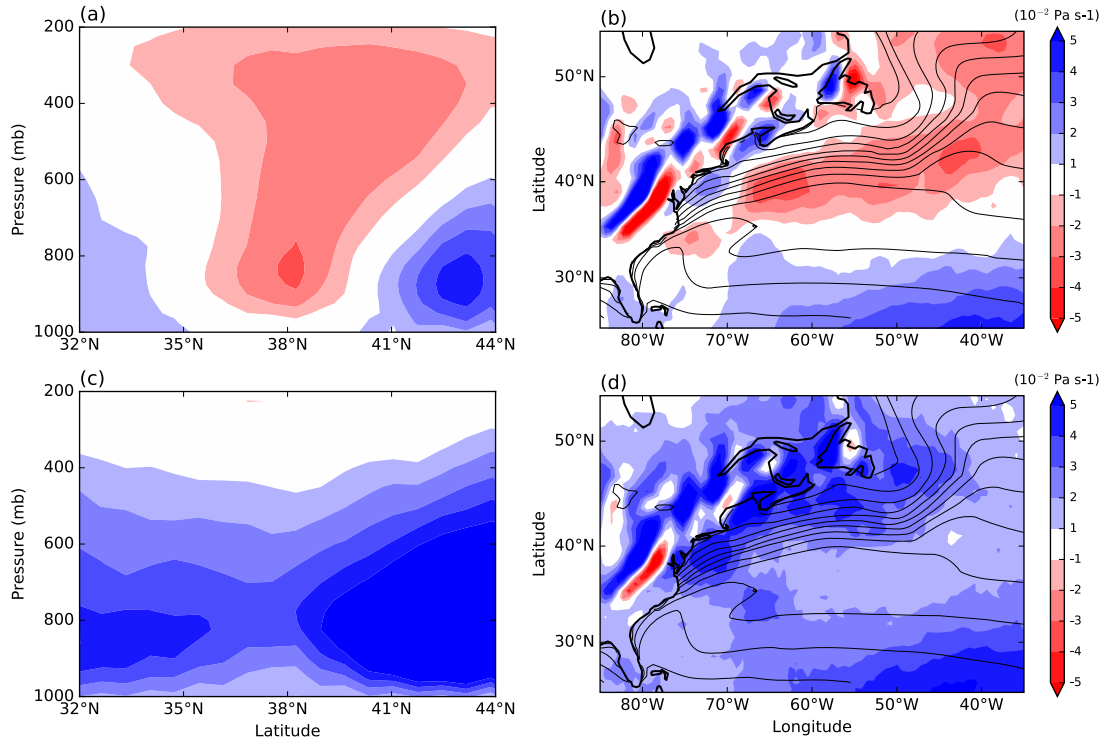 (a)
200
400
600
800
1000
Pressure (mb)
32°N
35°N
38°N
41°N
44°N
(b)
50°N
40°N
30°N
Latitude
80°W
70°W
60°W
50°W
40°W
(10⁻² Pa s-1)
5
4
3
2
1
-1
-2
-3
-4
-5
(c)
200
400
600
800
1000
Pressure (mb)
32°N
35°N
38°N
41°N
44°N
Latitude
(d)
50°N
40°N
30°N
Latitude
80°W
70°W
60°W
50°W
40°W
Longitude
(10⁻² Pa s-1)
5
4
3
2
1
-1
-2
-3
-4
-5